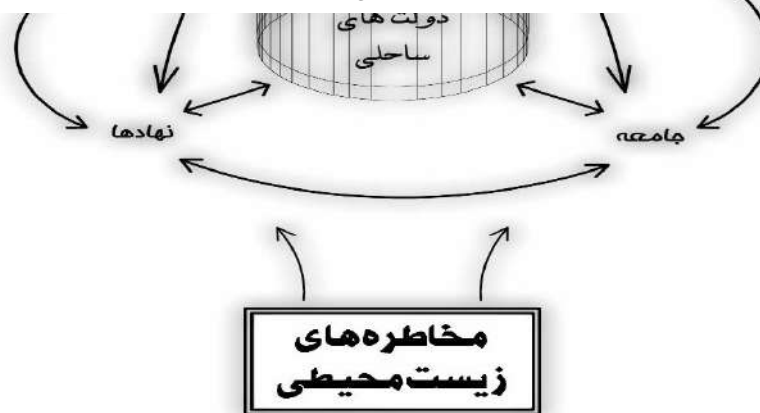 دولت های
ساحلی
نهادها
جامعه
مخاطره‌های
زیست‌محیطی